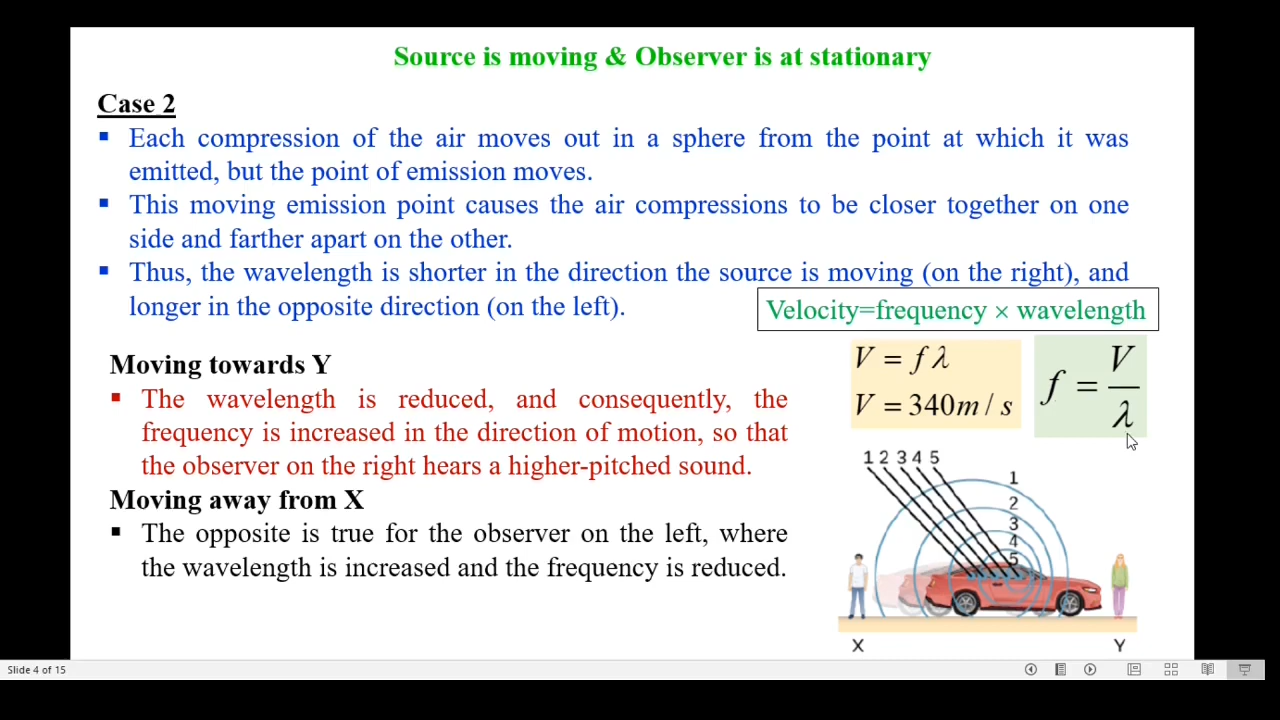 Source is moving & Observer is at stationary
Case 2
▪ Each compression of the air moves out in a sphere from the point at which it was
emitted, but the point of emission moves.
▪ This moving emission point causes the air compressions to be closer together on one
side and farther apart on the other.
▪ Thus, the wavelength is shorter in the direction the source is moving (on the right), and
longer in the opposite direction (on the left).
Velocity=frequency × wavelength
V = f λ
V = 340m / s
f = V / λ
Moving towards Y
▪ The wavelength is reduced, and consequently, the
frequency is increased in the direction of motion, so that
the observer on the right hears a higher-pitched sound.
Moving away from X
▪ The opposite is true for the observer on the left, where
the wavelength is increased and the frequency is reduced.
1 2 3 4 5
1
2
3
4
5
X Y
Slide 4 of 15